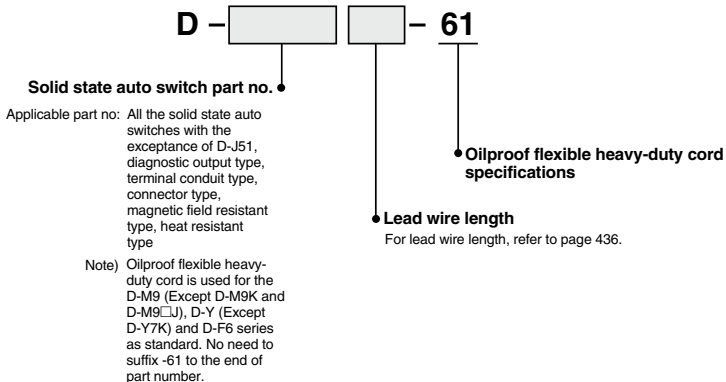 D – – 61
Solid state auto switch part no.
Applicable part no: All the solid state auto
switches with the
exceptance of D-J51,
diagnostic output type,
terminal conduit type,
connector type,
magnetic field resistant
type, heat resistant
type
Note) Oilproof flexible heavy-
duty cord is used for the
D-M9 (Except D-M9K and
D-M9□J), D-Y (Except
D-Y7K) and D-F6 series
as standard. No need to
suffix -61 to the end of
part number.
Oilproof flexible heavy-duty cord
specifications
Lead wire length
For lead wire length, refer to page 436.